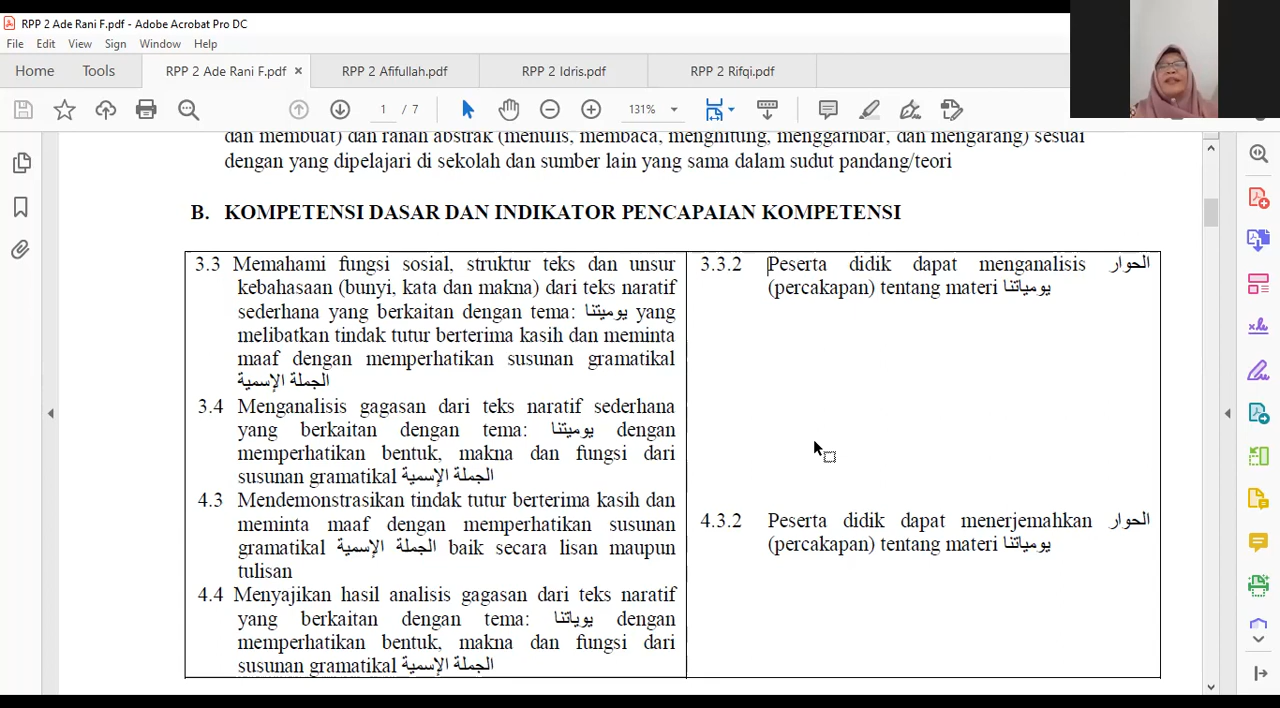 RPP 2 Ade Rani F.pdf - Adobe Acrobat Pro DC
File Edit View Sign Window Help
Home Tools RPP 2 Ade Rani F.pdf × RPP 2 Afifullah.pdf RPP 2 Idris.pdf RPP 2 Rifqi.pdf
1 / 7 131%
dan membuat) dan ranah abstrak (menulis, membaca, menghitung, menggambar, dan mengarang) sesuai
dengan yang dipelajari di sekolah dan sumber lain yang sama dalam sudut pandang/teori
B. KOMPETENSI DASAR DAN INDIKATOR PENCAPAIAN KOMPETENSI
3.3 Memahami fungsi sosial, struktur teks dan unsur
kebahasaan (bunyi, kata dan makna) dari teks naratif
sederhana yang berkaitan dengan tema: يوميتنا yang
melibatkan tindak tutur berterima kasih dan meminta
maaf dengan memperhatikan susunan gramatikal
الجملة الإسمية
3.4 Menganalisis gagasan dari teks naratif sederhana
yang berkaitan dengan tema: يوميتنا dengan
memperhatikan bentuk, makna dan fungsi dari
susunan gramatikal الجملة الإسمية
4.3 Mendemonstrasikan tindak tutur berterima kasih dan
meminta maaf dengan memperhatikan susunan
gramatikal الجملة الإسمية baik secara lisan maupun
tulisan
4.4 Menyajikan hasil analisis gagasan dari teks naratif
yang berkaitan dengan tema: يوياتنا dengan
memperhatikan bentuk, makna dan fungsi dari
susunan gramatikal الجملة الإسمية
3.3.2 Peserta didik dapat menganalisis الحوار
(percakapan) tentang materi يومياتنا
4.3.2 Peserta didik dapat menerjemahkan الحوار
(percakapan) tentang materi يومياتنا